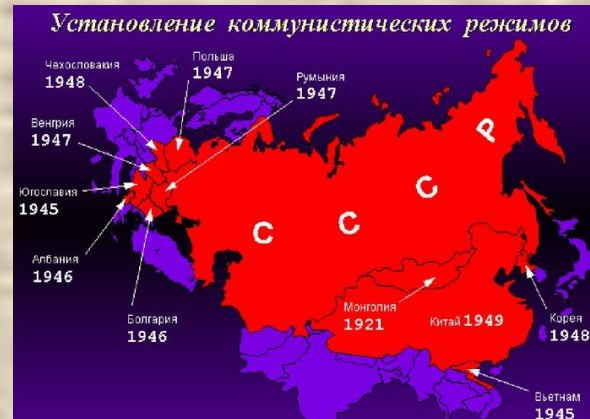 Установление коммунистических режимов
Чехословакия
1948
Польша
1947
Румыния
1947
Венгрия
1947
Югославия
1945
Албания
1946
Болгария
1946
С С С Р
Монголия
1921
Китай 1949
Корея
1948
Вьетнам
1945